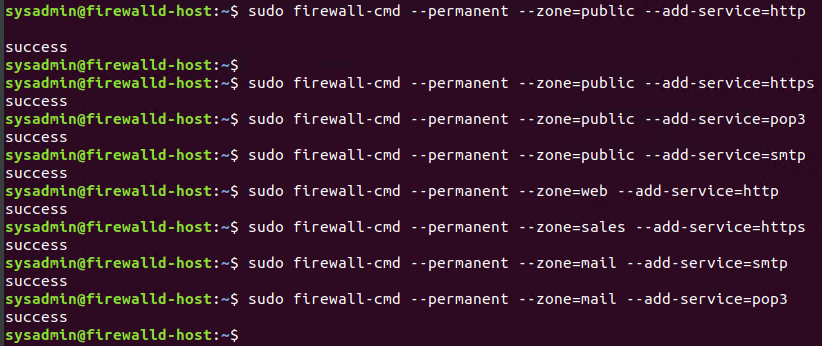 sysadmin@firewalld-host:~$ sudo firewall-cmd --permanent --zone=public --add-service=http
success
sysadmin@firewalld-host:~$
sysadmin@firewalld-host:~$ sudo firewall-cmd --permanent --zone=public --add-service=https
success
sysadmin@firewalld-host:~$ sudo firewall-cmd --permanent --zone=public --add-service=pop3
success
sysadmin@firewalld-host:~$ sudo firewall-cmd --permanent --zone=public --add-service=smtp
success
sysadmin@firewalld-host:~$ sudo firewall-cmd --permanent --zone=web --add-service=http
success
sysadmin@firewalld-host:~$ sudo firewall-cmd --permanent --zone=sales --add-service=https
success
sysadmin@firewalld-host:~$ sudo firewall-cmd --permanent --zone=mail --add-service=smtp
success
sysadmin@firewalld-host:~$ sudo firewall-cmd --permanent --zone=mail --add-service=pop3
success
sysadmin@firewalld-host:~$